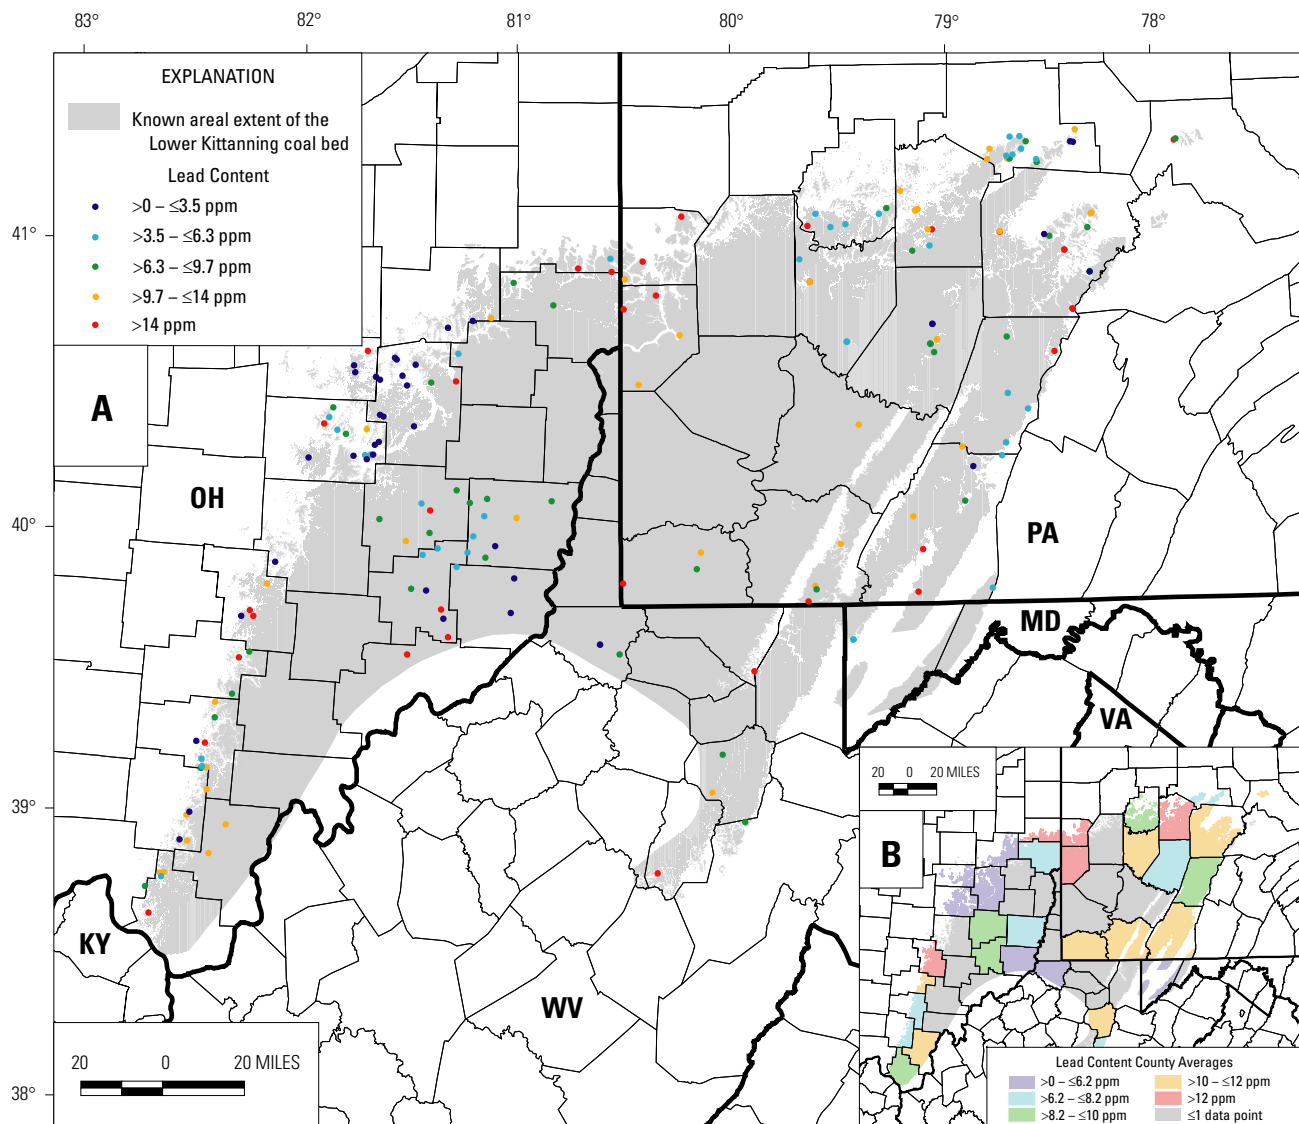 83°
82°
81°
80°
79°
78°
EXPLANATION
Known areal extent of the
Lower Kittanning coal bed
Lead Content
>0 – ≤3.5 ppm
>3.5 – ≤6.3 ppm
>6.3 – ≤9.7 ppm
>9.7 – ≤14 ppm
>14 ppm
41°
A
OH
40°
PA
MD
VA
39°
20 0 20 MILES
B
KY
WV
20 0 20 MILES
38°
Lead Content County Averages
>0 – ≤6.2 ppm
>6.2 – ≤8.2 ppm
>8.2 – ≤10 ppm
>10 – ≤12 ppm
>12 ppm
≤1 data point